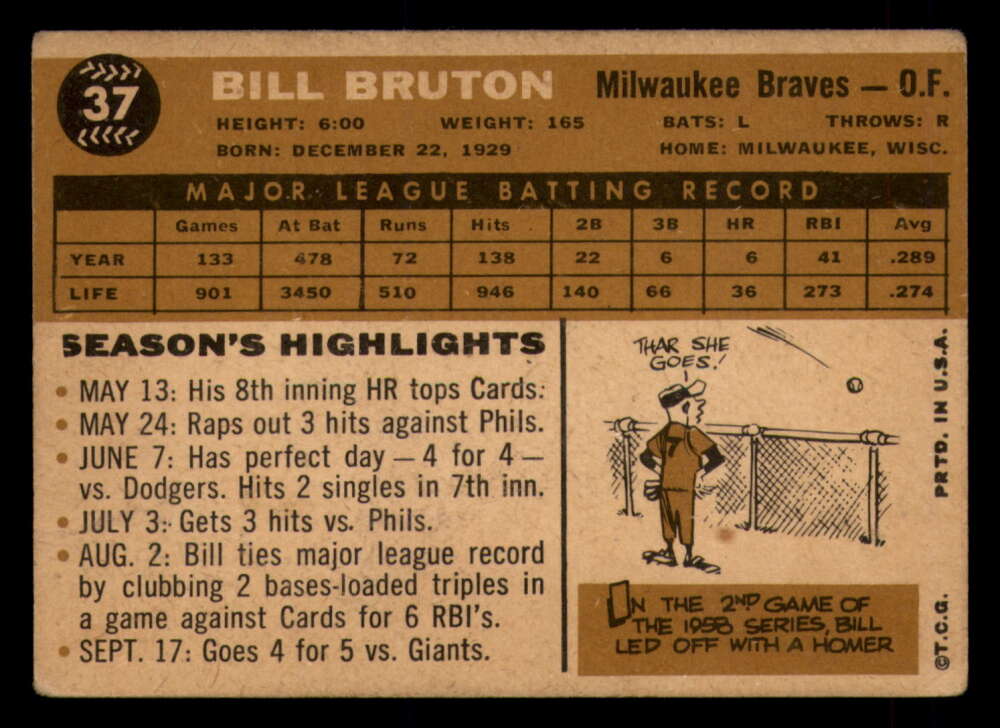 37
BILL BRUTON Milwaukee Braves — O.F.
HEIGHT: 6:00 WEIGHT: 165 BATS: L THROWS: R
BORN: DECEMBER 22, 1929 HOME: MILWAUKEE, WISC.
MAJOR LEAGUE BATTING RECORD
Games At Bat Runs Hits 2B 3B HR RBI Avg
YEAR 133 478 72 138 22 6 6 41 .289
LIFE 901 3450 510 946 140 66 36 273 .274
SEASON'S HIGHLIGHTS
• MAY 13: His 8th inning HR tops Cards.
• MAY 24: Raps out 3 hits against Phils.
• JUNE 7: Has perfect day — 4 for 4 —
vs. Dodgers. Hits 2 singles in 7th inn.
• JULY 3: Gets 3 hits vs. Phils.
• AUG. 2: Bill ties major league record
by clubbing 2 bases-loaded triples in
a game against Cards for 6 RBI's.
• SEPT. 17: Goes 4 for 5 vs. Giants.
THAR SHE
GOES!
7
IN THE 2ND GAME OF
THE 1958 SERIES, BILL
LED OFF WITH A HOMER
©T.C.G. PRTD. IN U.S.A.